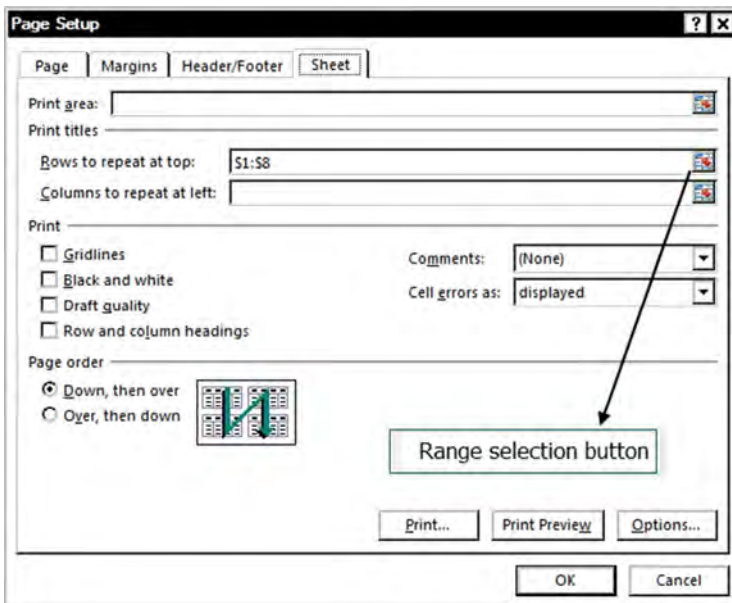 Page Setup
Page Margins Header/Footer Sheet
Print area:
Print titles
Rows to repeat at top: $1:$8
Columns to repeat at left:
Print
Gridlines
Comments: (None)
Black and white
Cell errors as: displayed
Draft quality
Row and column headings
Page order
Down, then over
Over, then down
Range selection button
Print... Print Preview Options...
OK Cancel